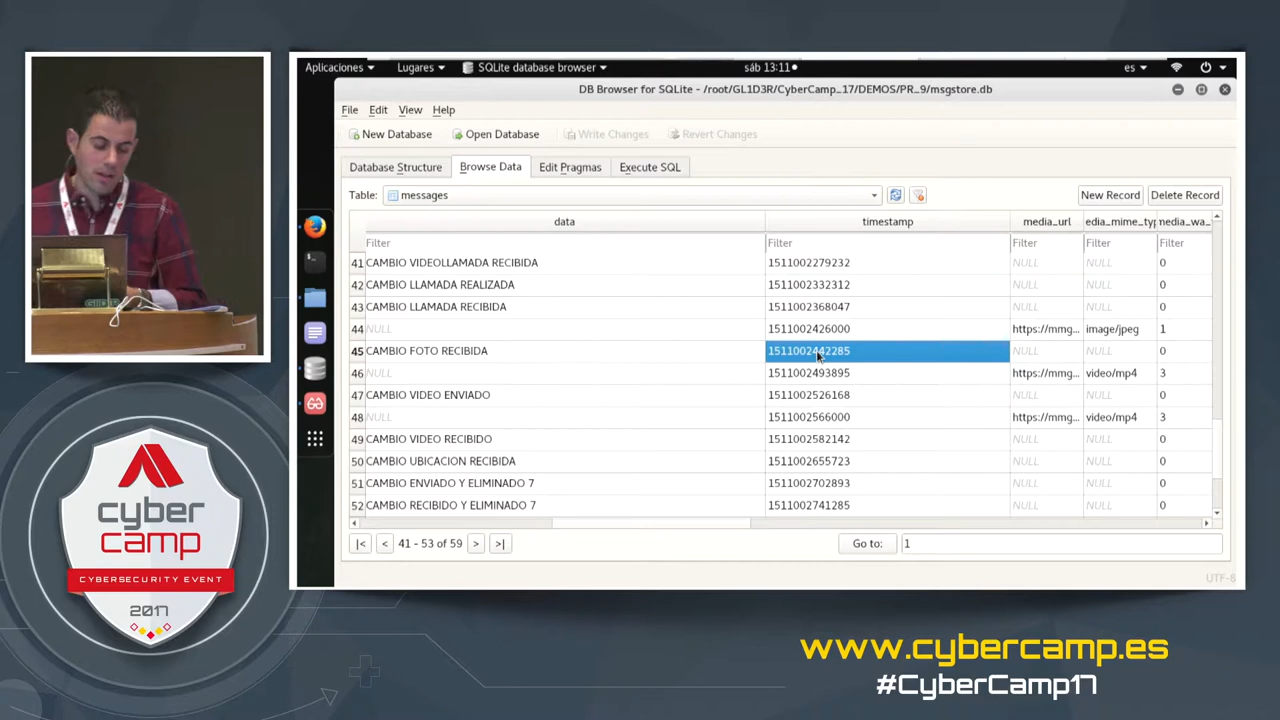 Aplicaciones Lugares SQLite database browser sáb 13:11 es
DB Browser for SQLite - /root/GL1D3R/CyberCamp_17/DEMOS/PR_9/msgstore.db
File Edit View Help
New Database Open Database Write Changes Revert Changes
Database Structure Browse Data Edit Pragmas Execute SQL
Table: messages New Record Delete Record
data timestamp media_url edia_mime_typ nedia_wa_
Filter Filter Filter Filter Filter
41 CAMBIO VIDEOLLAMADA RECIBIDA 1511002279232 NULL NULL 0
42 CAMBIO LLAMADA REALIZADA 1511002332312 NULL NULL 0
43 CAMBIO LLAMADA RECIBIDA 1511002368047 NULL NULL 0
44 NULL 1511002426000 https://mmg... image/jpeg 1
45 CAMBIO FOTO RECIBIDA 1511002442285 NULL NULL 0
46 NULL 1511002493895 https://mmg... video/mp4 3
47 CAMBIO VIDEO ENVIADO 1511002526168 NULL NULL 0
48 NULL 1511002566000 https://mmg... video/mp4 3
49 CAMBIO VIDEO RECIBIDO 1511002582142 NULL NULL 0
50 CAMBIO UBICACION RECIBIDA 1511002655723 NULL NULL 0
51 CAMBIO ENVIADO Y ELIMINADO 7 1511002702893 NULL NULL 0
52 CAMBIO RECIBIDO Y ELIMINADO 7 1511002741285 NULL NULL 0
|< < 41 - 53 of 59 > >| Go to: 1
UTF-8
cyber
camp
CYBERSECURITY EVENT
2017
www.cybercamp.es
#CyberCamp17